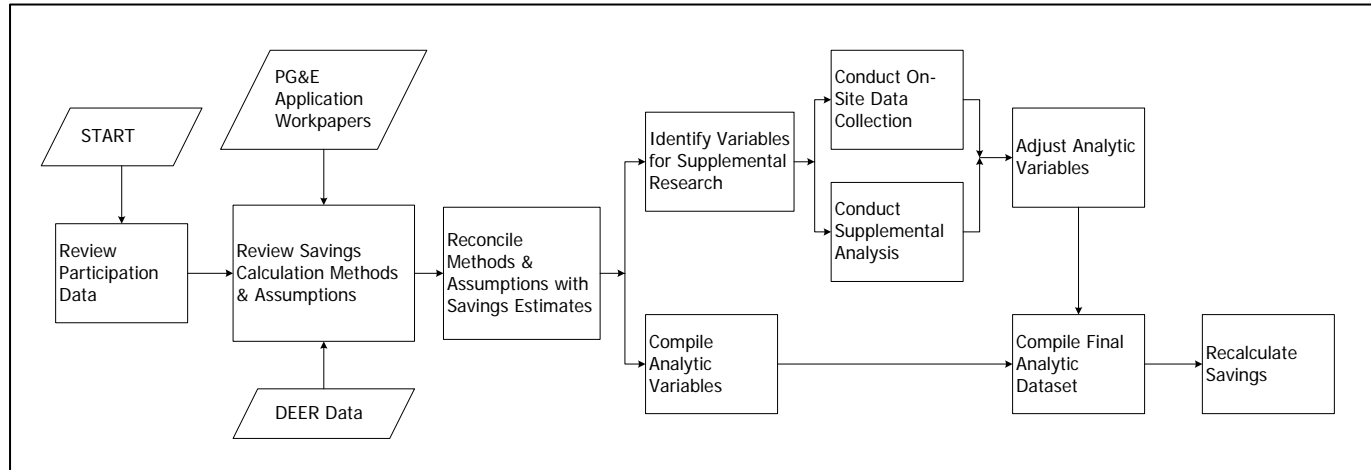 START
PG&E
Application
Workpapers
Review
Participation
Data
Review Savings
Calculation Methods
& Assumptions
DEER Data
Reconcile
Methods &
Assumptions with
Savings Estimates
Identify Variables
for Supplemental
Research
Conduct On-
Site Data
Collection
Conduct
Supplemental
Analysis
Adjust Analytic
Variables
Compile
Analytic
Variables
Compile Final
Analytic
Dataset
Recalculate
Savings